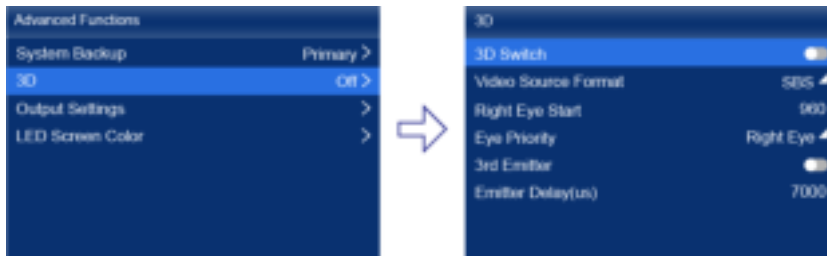 Advanced Functions
System Backup Primary >
3D Off >
Output Settings >
LED Screen Color >
3D
3D Switch
Video Source Format SBS
Right Eye Start 960
Eye Priority Right Eye
3rd Emitter
Emitter Delay(us) 7000